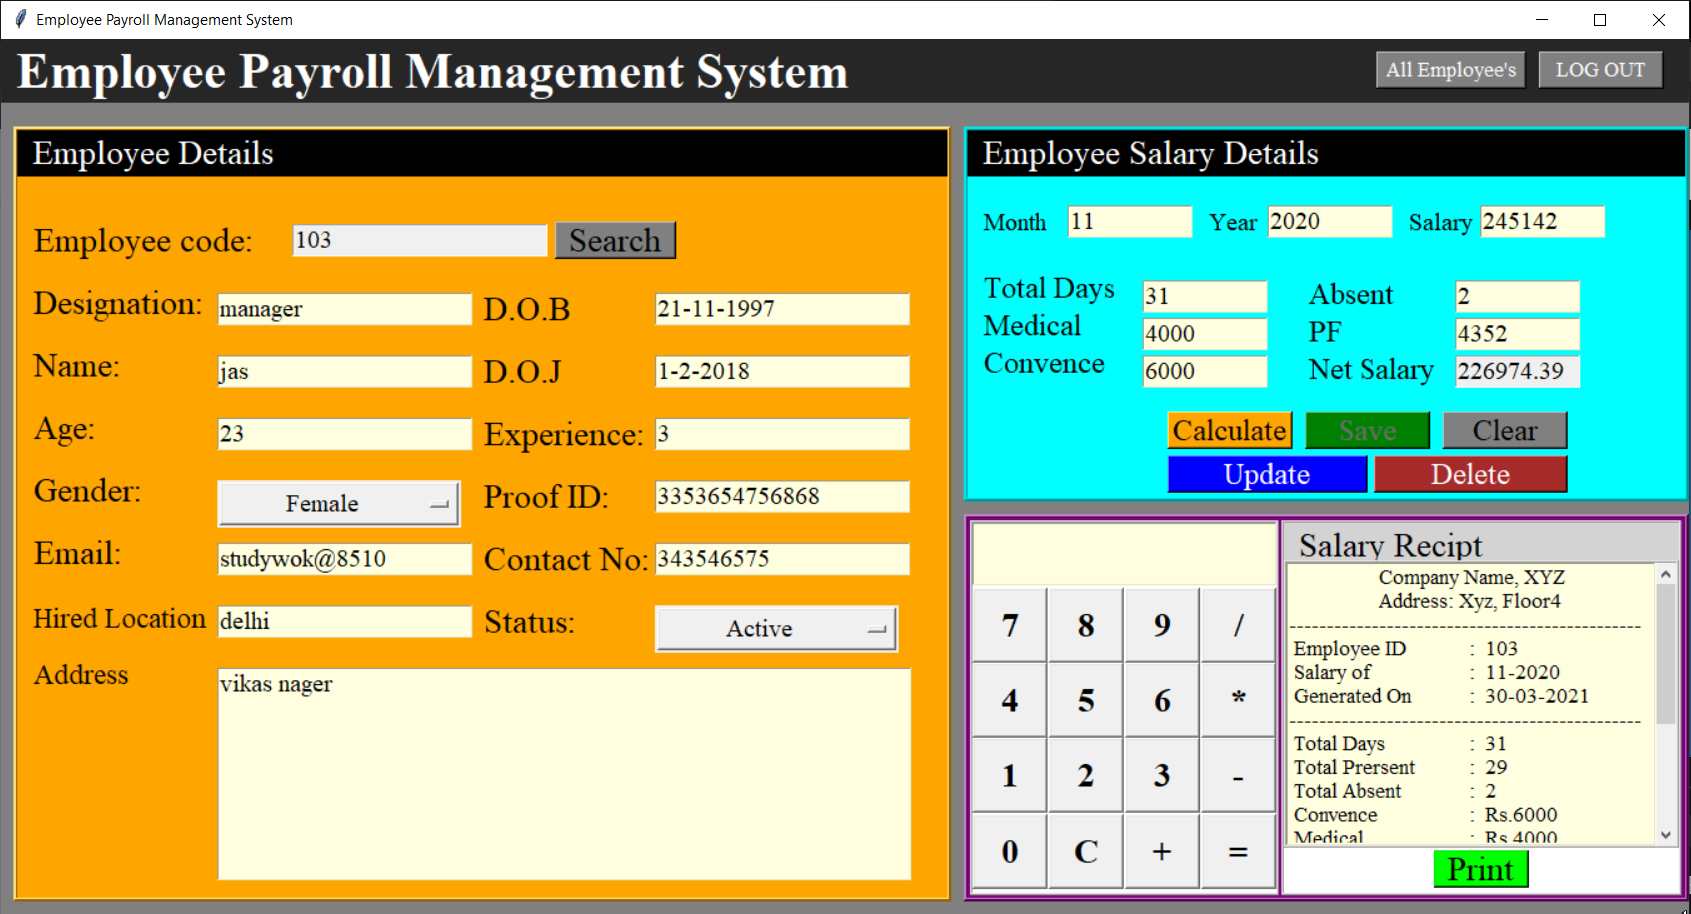 Employee Payroll Management System
Employee Payroll Management System
All Employee's
LOG OUT
Employee Details
Employee code: 103 Search
Designation: manager D.O.B 21-11-1997
Name: jas D.O.J 1-2-2018
Age: 23 Experience: 3
Gender: Female Proof ID: 3353654756868
Email: studywok@8510 Contact No: 343546575
Hired Location delhi Status: Active
Address vikas nager
Employee Salary Details
Month 11 Year 2020 Salary 245142
Total Days 31 Absent 2
Medical 4000 PF 4352
Convence 6000 Net Salary 226974.39
Calculate Save Clear
Update Delete
7 8 9 /
4 5 6 *
1 2 3 -
0 C + =
Salary Recipt
Company Name, XYZ
Address: Xyz, Floor4
-----------------------------------------------
Employee ID : 103
Salary of : 11-2020
Generated On : 30-03-2021
-----------------------------------------------
Total Days : 31
Total Prersent : 29
Total Absent : 2
Convence : Rs.6000
Medical : Rs.4000
Print